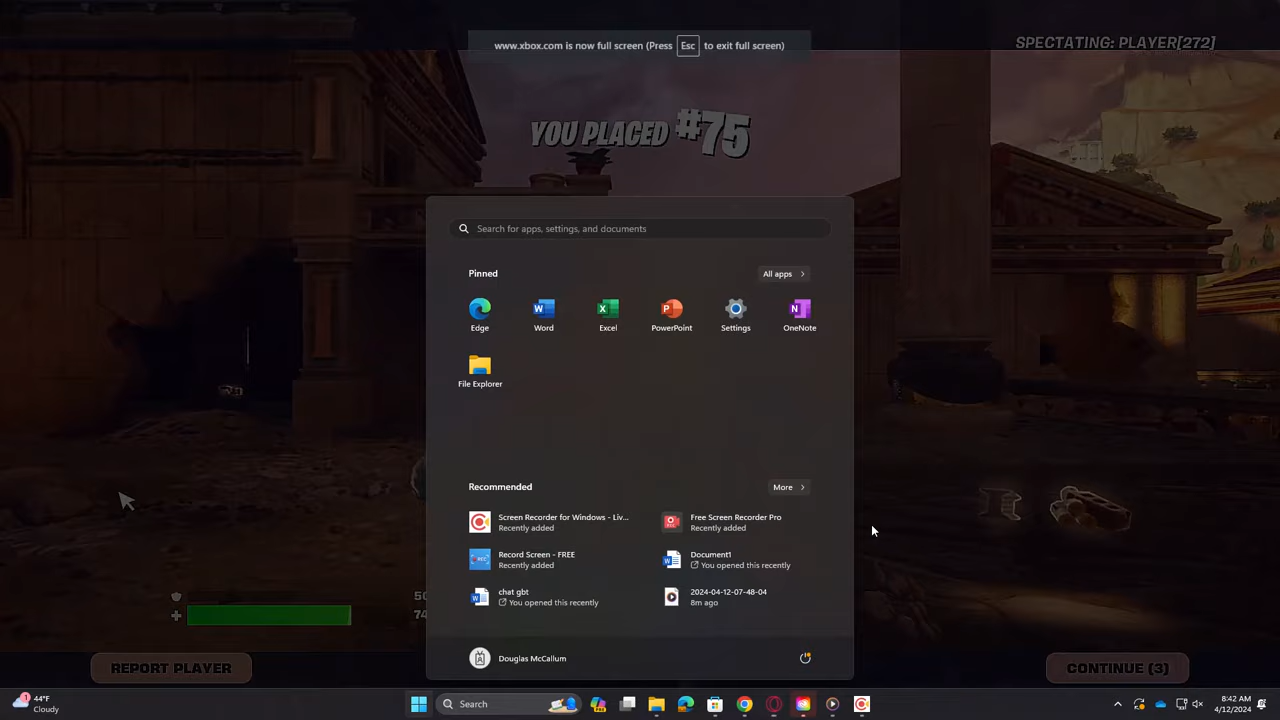 www.xbox.com is now full screen (Press Esc to exit full screen)
SPECTATING: PLAYER[272]
YOU PLACED #75
Search for apps, settings, and documents
Pinned
All apps
Edge
Word
Excel
PowerPoint
Settings
OneNote
File Explorer
Recommended
More
Screen Recorder for Windows - Liv...
Recently added
Free Screen Recorder Pro
Recently added
Record Screen - FREE
Recently added
Document1
You opened this recently
chat gbt
You opened this recently
2024-04-12-07-48-04
8m ago
Douglas McCallum
REPORT PLAYER
CONTINUE (3)
1
44°F
Cloudy
Search
8:42 AM
4/12/2024